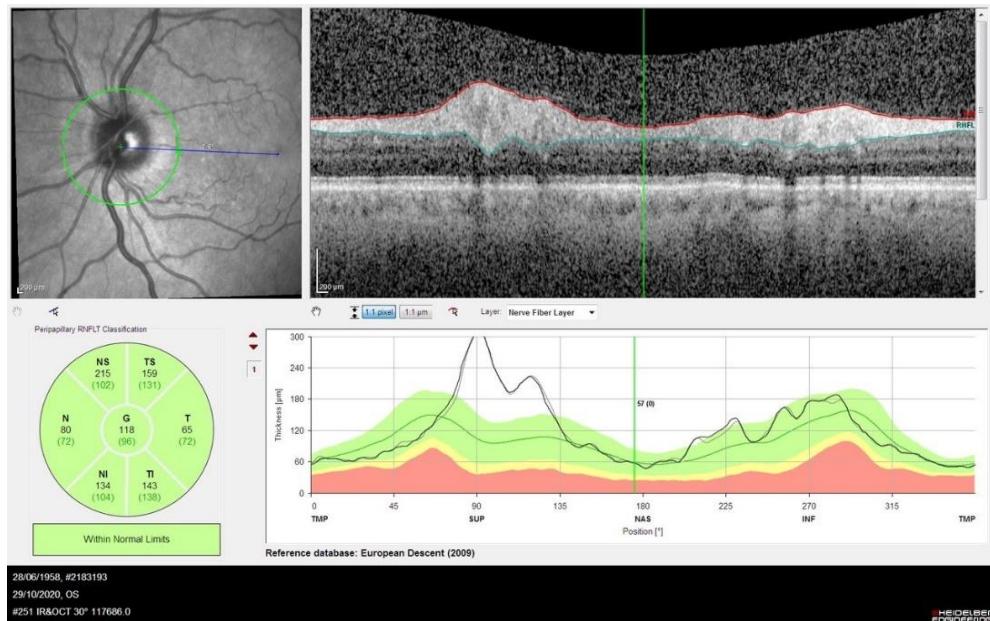 200 µm
200 µm
RNFL
1:1 pixel
1:1 µm
Layer:
Nerve Fiber Layer
Peripapillary RNFLT Classification
NS
215
(102)
TS
159
(131)
N
80
(72)
G
118
(96)
T
65
(72)
NI
134
(104)
TI
143
(138)
Within Normal Limits
1
Thickness [µm]
300
240
180
120
60
0
57 (0)
0 45 90 135 180 225 270 315
TMP SUP NAS INF TMP
Position [°]
Reference database: European Descent (2009)
28/06/1958, #2183193
29/10/2020, OS
#251 IR&OCT 30° 117686.0
HEIDELBERG
ENGINEERING